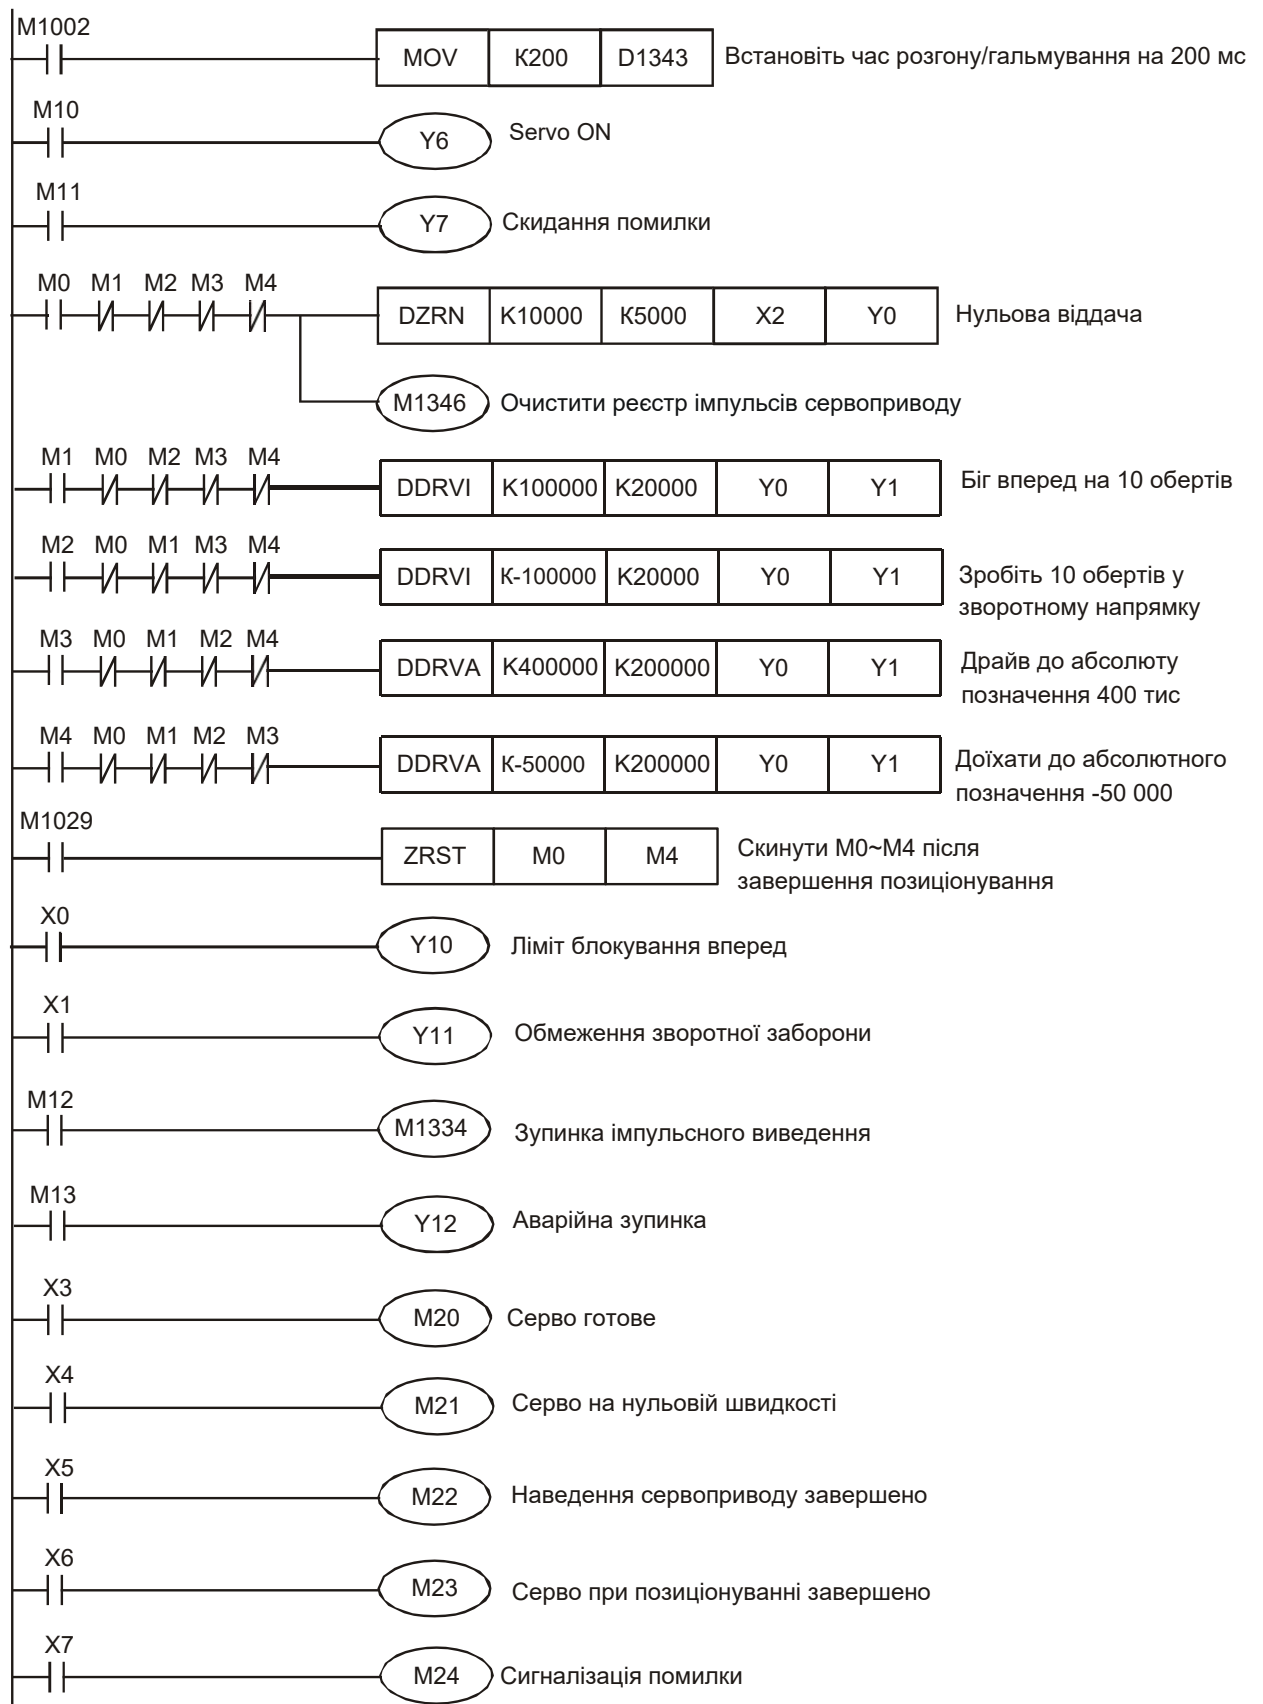 M1002
MOV K200 D1343 Встановіть час розгону/гальмування на 200 мс
M10
Y6 Servo ON
M11
Y7 Скидання помилки
M0 M1 M2 M3 M4
DZRN K10000 K5000 X2 Y0 Нульова віддача
M1346 Очистити реєстр імпульсів сервоприводу
M1 M0 M2 M3 M4
DDRVI K100000 K20000 Y0 Y1 Біг вперед на 10 обертів
M2 M0 M1 M3 M4
DDRVI К-100000 K20000 Y0 Y1 Зробіть 10 обертів у
зворотному напрямку
M3 M0 M1 M2 M4
DDRVA K400000 K200000 Y0 Y1 Драйв до абсолюту
позначення 400 тис
M4 M0 M1 M2 M3
DDRVA К-50000 K200000 Y0 Y1 Доїхати до абсолютного
позначення -50 000
M1029
ZRST M0 M4 Скинути M0~M4 після
завершення позиціонування
X0
Y10 Ліміт блокування вперед
X1
Y11 Обмеження зворотної заборони
M12
M1334 Зупинка імпульсного виведення
M13
Y12 Аварійна зупинка
X3
M20 Серво готове
X4
M21 Серво на нульовій швидкості
X5
M22 Наведення сервоприводу завершено
X6
M23 Серво при позиціонуванні завершено
X7
M24 Сигналізація помилки